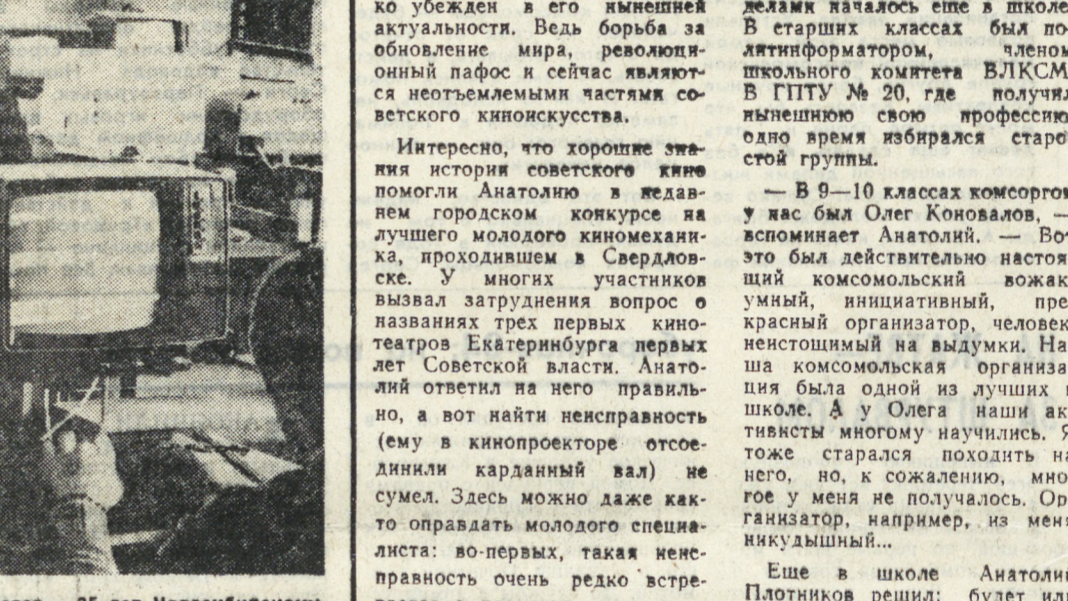 ко убежден в его нынешней
актуальности. Ведь борьба за
обновление мира, революци-
онный пафос и сейчас являют-
ся неотъемлемыми частями со-
ветского киноискусства.
Интересно, что хорошие зна-
ния истории советского кино
помогли Анатолию в недав-
нем городском конкурсе на
лучшего молодого киномехани-
ка, проходившем в Свердлов-
ске. У многих участников
вызвал затруднения вопрос о
названиях трех первых кино-
театров Екатеринбурга первых
лет Советской власти. Анато-
лий ответил на него правиль-
но, а вот найти неисправность
(ему в кинопроекторе отсое-
динили карданный вал) не
сумел. Здесь можно даже как-
то оправдать молодого специа-
листа: во-первых, такая неис-
правность очень редко встре-
делами началось еще в школе
В старших классах был по-
литинформатором, членом
школьного комитета ВЛКСМ
В ГПТУ № 20, где получил
нынешнюю свою профессию
одно время избирался старо-
стой группы.
— В 9—10 классах комсоргом
у нас был Олег Коновалов, —
вспоминает Анатолий. — Вот
это был действительно настоя
щий комсомольский вожак
умный, инициативный, пре
красный организатор, человек
неистощимый на выдумки. На
ша комсомольская организа
ция была одной из лучших в
школе. А у Олега наши ак
тивисты многому научились. Я
тоже старался походить на
него, но, к сожалению, мно
гое у меня не получалось. Ор
ганизатор, например, из меня
никудышный...
Еще в школе Анатолий
Плотников решил: будет или